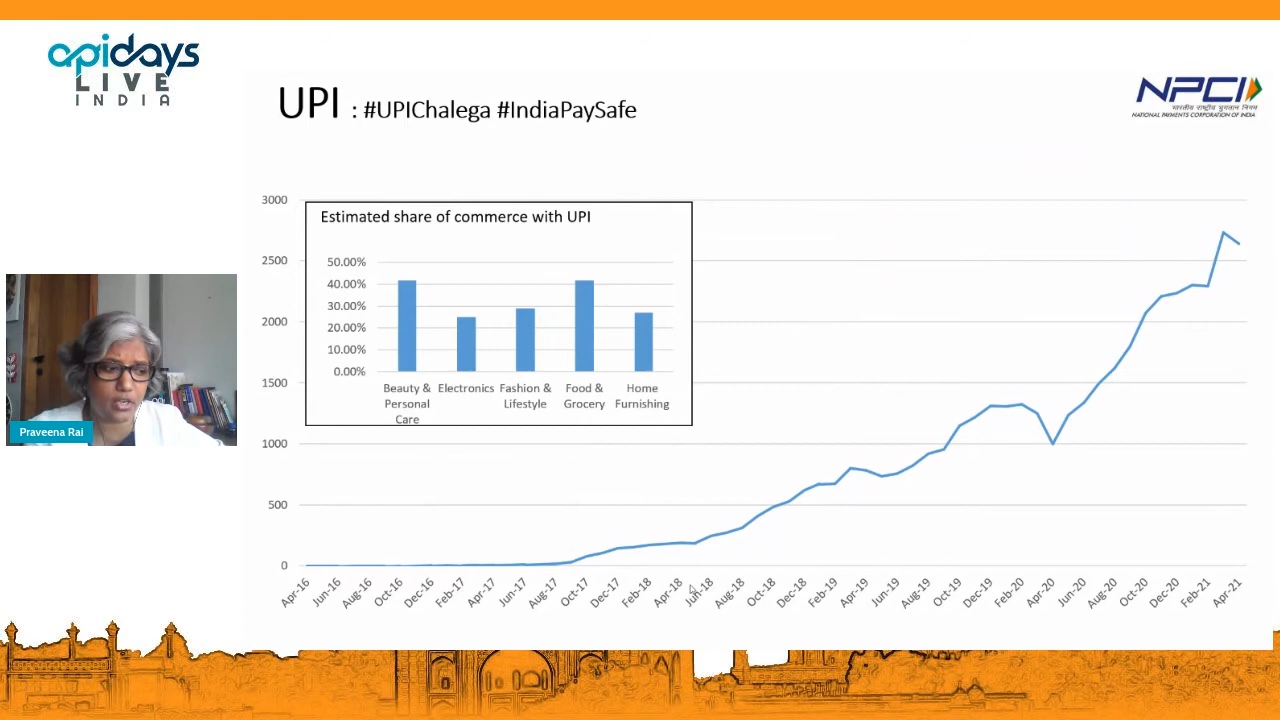 apidays
LIVE
INDIA
UPI : #UPIChalega #IndiaPaySafe
NPCI
भारतीय राष्ट्रीय भुगतान निगम
NATIONAL PAYMENTS CORPORATION OF INDIA
3000
2500
2000
1500
1000
500
0
Estimated share of commerce with UPI
50.00%
40.00%
30.00%
20.00%
10.00%
0.00%
Beauty & Personal Care
Electronics
Fashion & Lifestyle
Food & Grocery
Home Furnishing
Apr-16 Jun-16 Aug-16 Oct-16 Dec-16 Feb-17 Apr-17 Jun-17 Aug-17 Oct-17 Dec-17 Feb-18 Apr-18 Jun-18 Aug-18 Oct-18 Dec-18 Feb-19 Apr-19 Jun-19 Aug-19 Oct-19 Dec-19 Feb-20 Apr-20 Jun-20 Aug-20 Oct-20 Dec-20 Feb-21 Apr-21
Praveena Rai